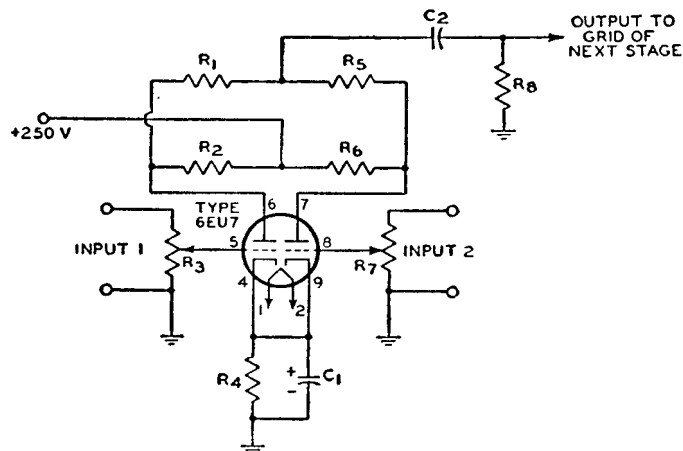 C2
OUTPUT TO
GRID OF
NEXT STAGE
R1
R5
R8
+250 V
R2
R6
TYPE
6EU7
6
7
INPUT 1
R3
5
8
R7
INPUT 2
4
9
1
2
R4
+
-
C1